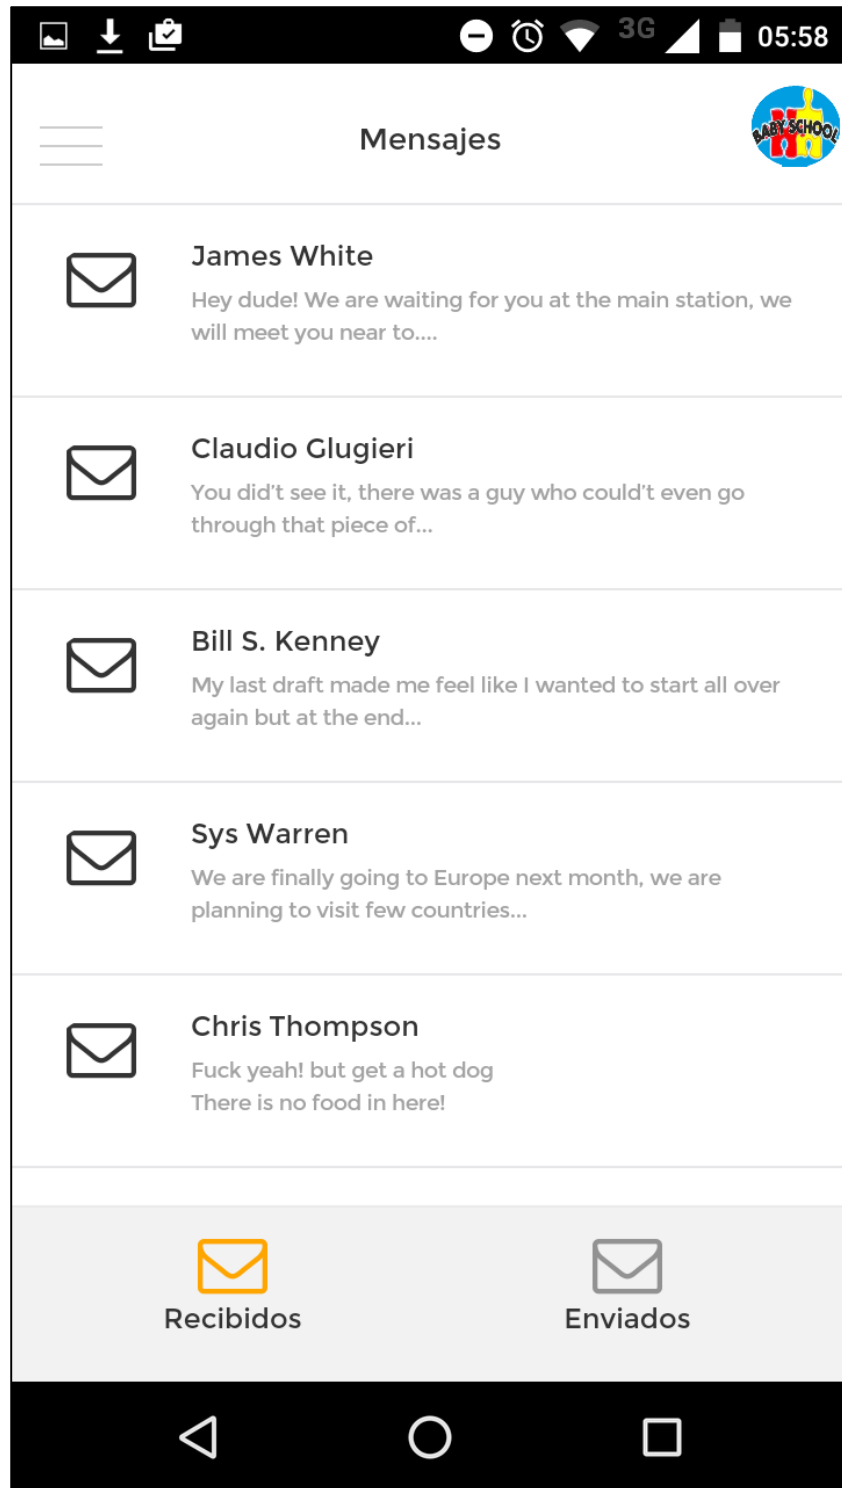 3G 05:58
Mensajes
BABY SCHOOL
James White
Hey dude! We are waiting for you at the main station, we
will meet you near to....
Claudio Glugieri
You did't see it, there was a guy who could't even go
through that piece of...
Bill S. Kenney
My last draft made me feel like I wanted to start all over
again but at the end...
Sys Warren
We are finally going to Europe next month, we are
planning to visit few countries...
Chris Thompson
Fuck yeah! but get a hot dog
There is no food in here!
Recibidos
Enviados